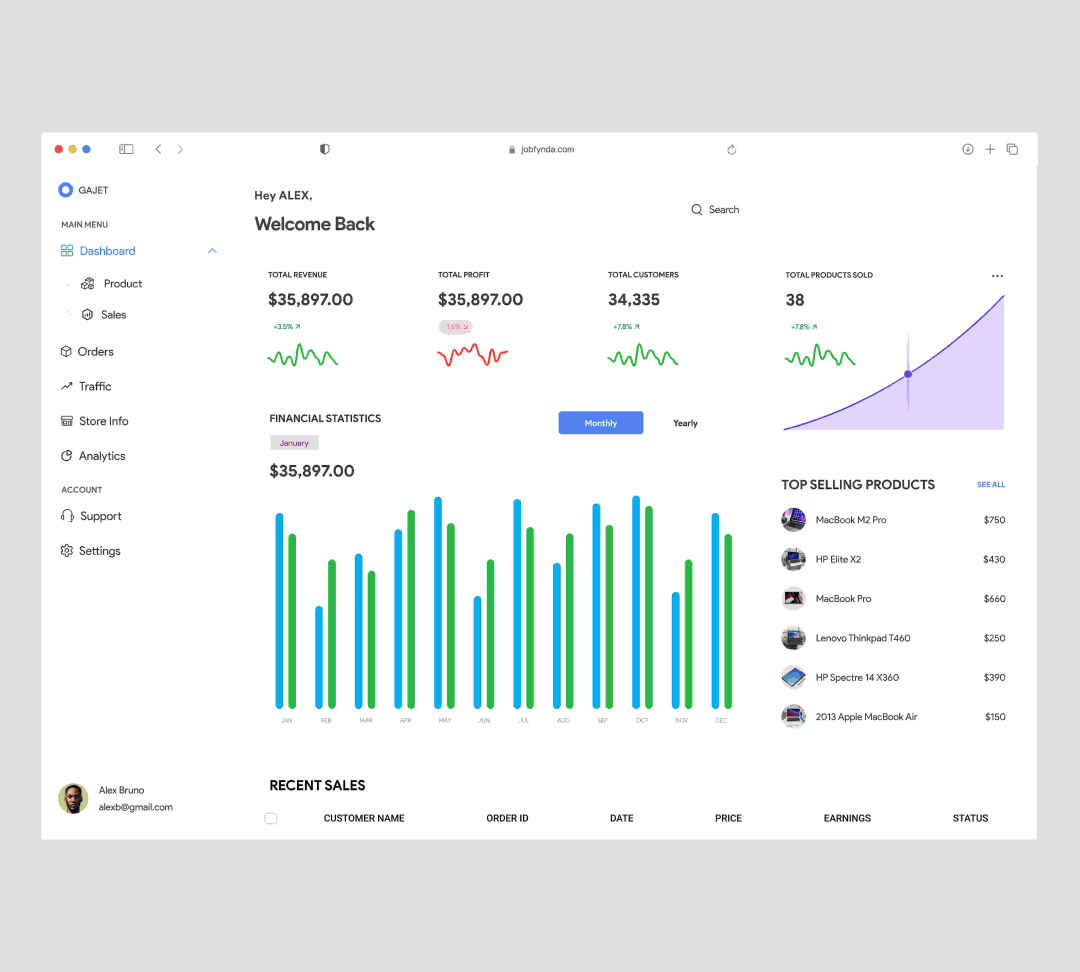 jobfynda.com
GAJET
MAIN MENU
Dashboard
Product
Sales
Orders
Traffic
Store Info
Analytics
ACCOUNT
Support
Settings
Alex Bruno
alexb@gmail.com
Hey ALEX,
Welcome Back
Search
TOTAL REVENUE
$35,897.00
+3.5%
TOTAL PROFIT
$35,897.00
TOTAL CUSTOMERS
34,335
+7.8%
TOTAL PRODUCTS SOLD
38
+7.8%
FINANCIAL STATISTICS
January
$35,897.00
Monthly
Yearly
JAN FEB MAR APR MAY JUN JUL AUG SEP OCT NOV DEC
TOP SELLING PRODUCTS
SEE ALL
MacBook M2 Pro $750
HP Elite X2 $430
MacBook Pro $660
Lenovo Thinkpad T460 $250
HP Spectre 14 X360 $390
2013 Apple MacBook Air $150
RECENT SALES
CUSTOMER NAME ORDER ID DATE PRICE EARNINGS STATUS